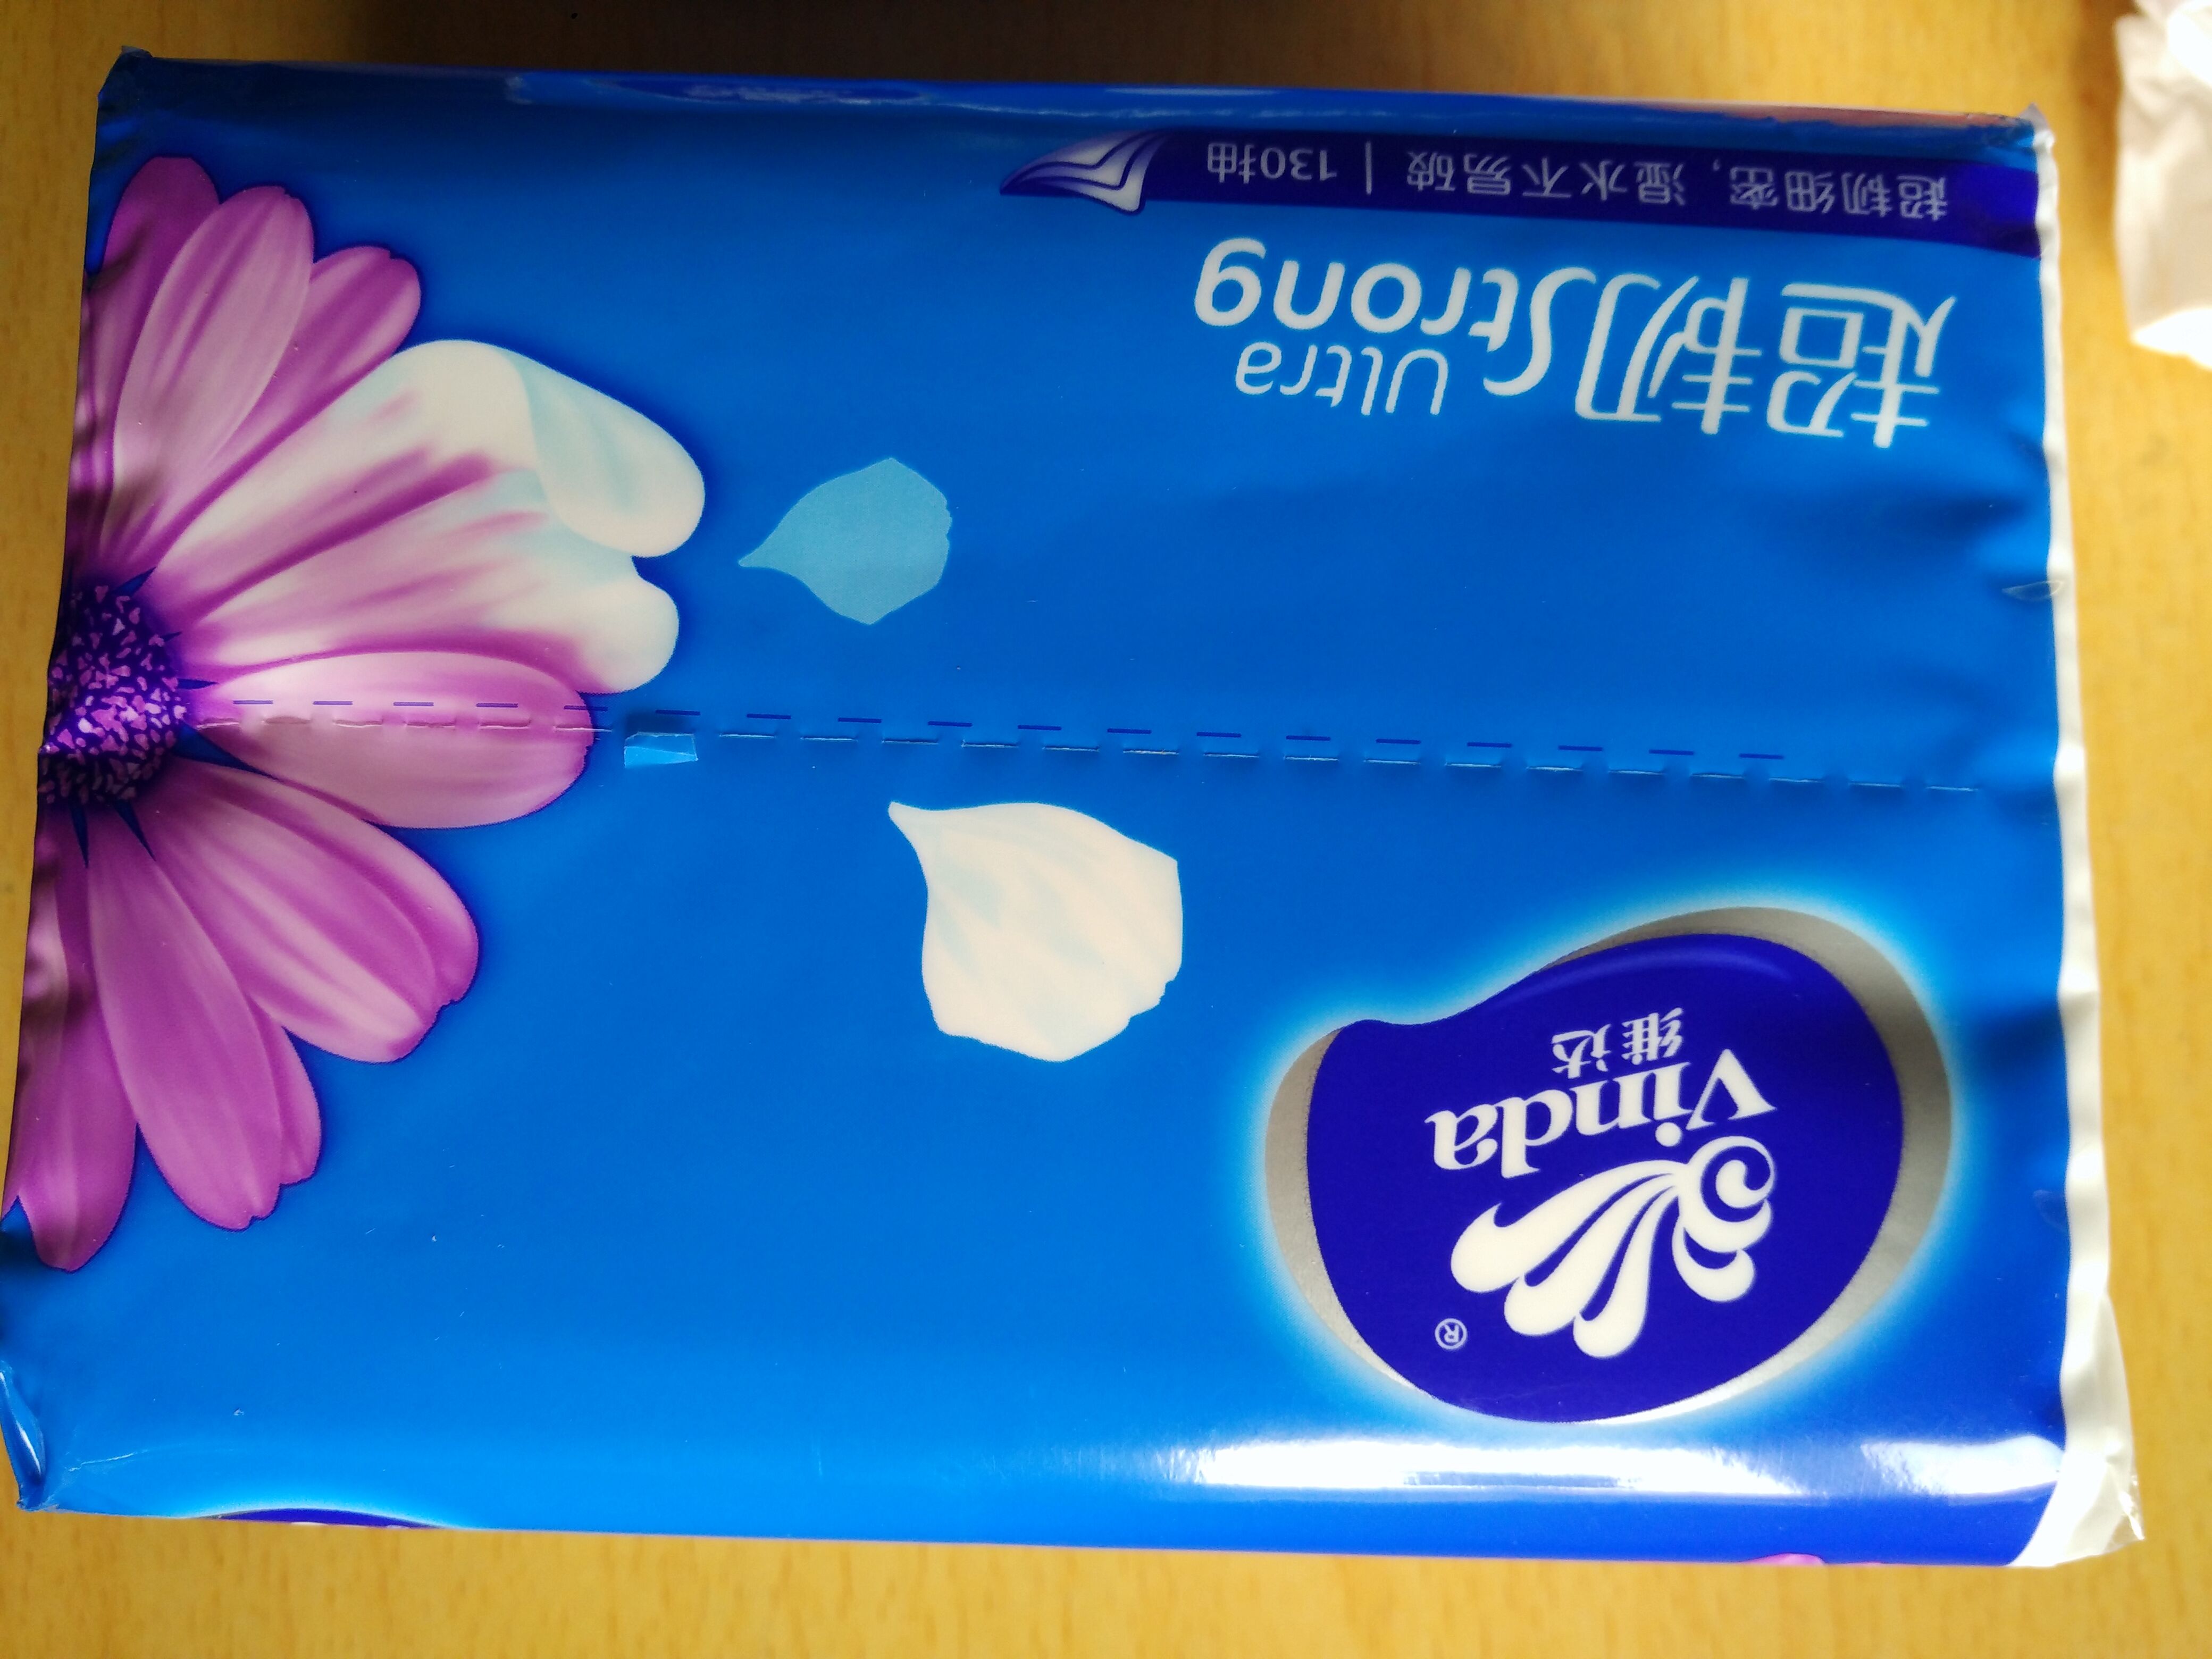 ®
Vinda
维达
Ultra
超韧Strong
超韧细密，湿水不易破 | 130抽